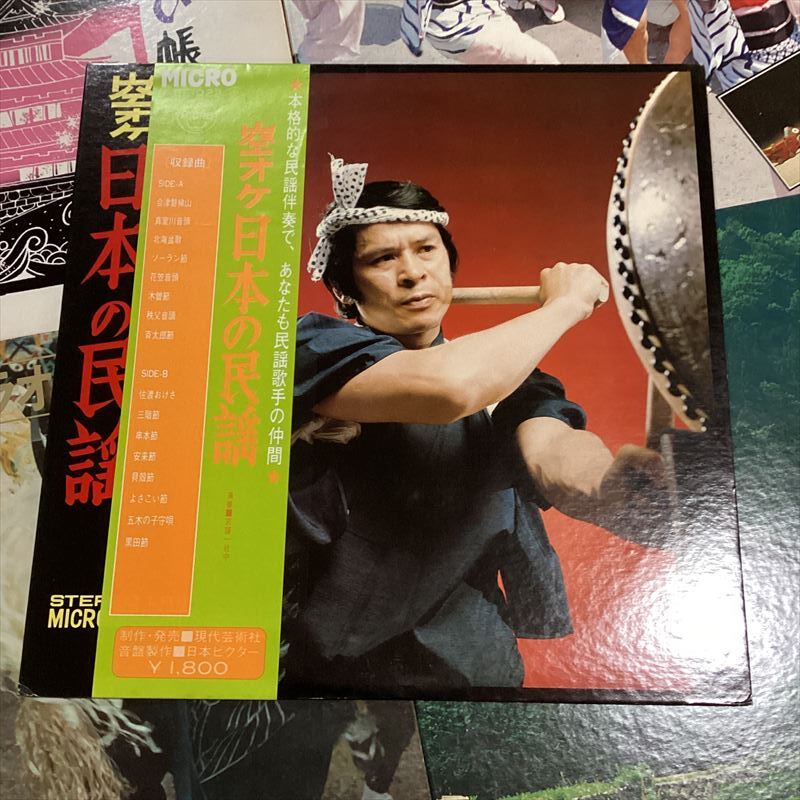 帳
MICRO
空オケ
日本の民謡
★本格的な民謡伴奏で、あなたも民謡歌手の仲間★
空オケ日本の民謡
収録曲
SIDE-A
会津磐梯山
真室川音頭
北海盆歌
ソーラン節
花笠音頭
木曽節
秩父音頭
斉太郎節
SIDE-B
佐渡おけさ
三階節
串本節
安来節
貝殻節
よさこい節
五木の子守唄
黒田節
制作・発売■現代芸術社
音盤製作■日本ビクター
¥1,800
MICRO